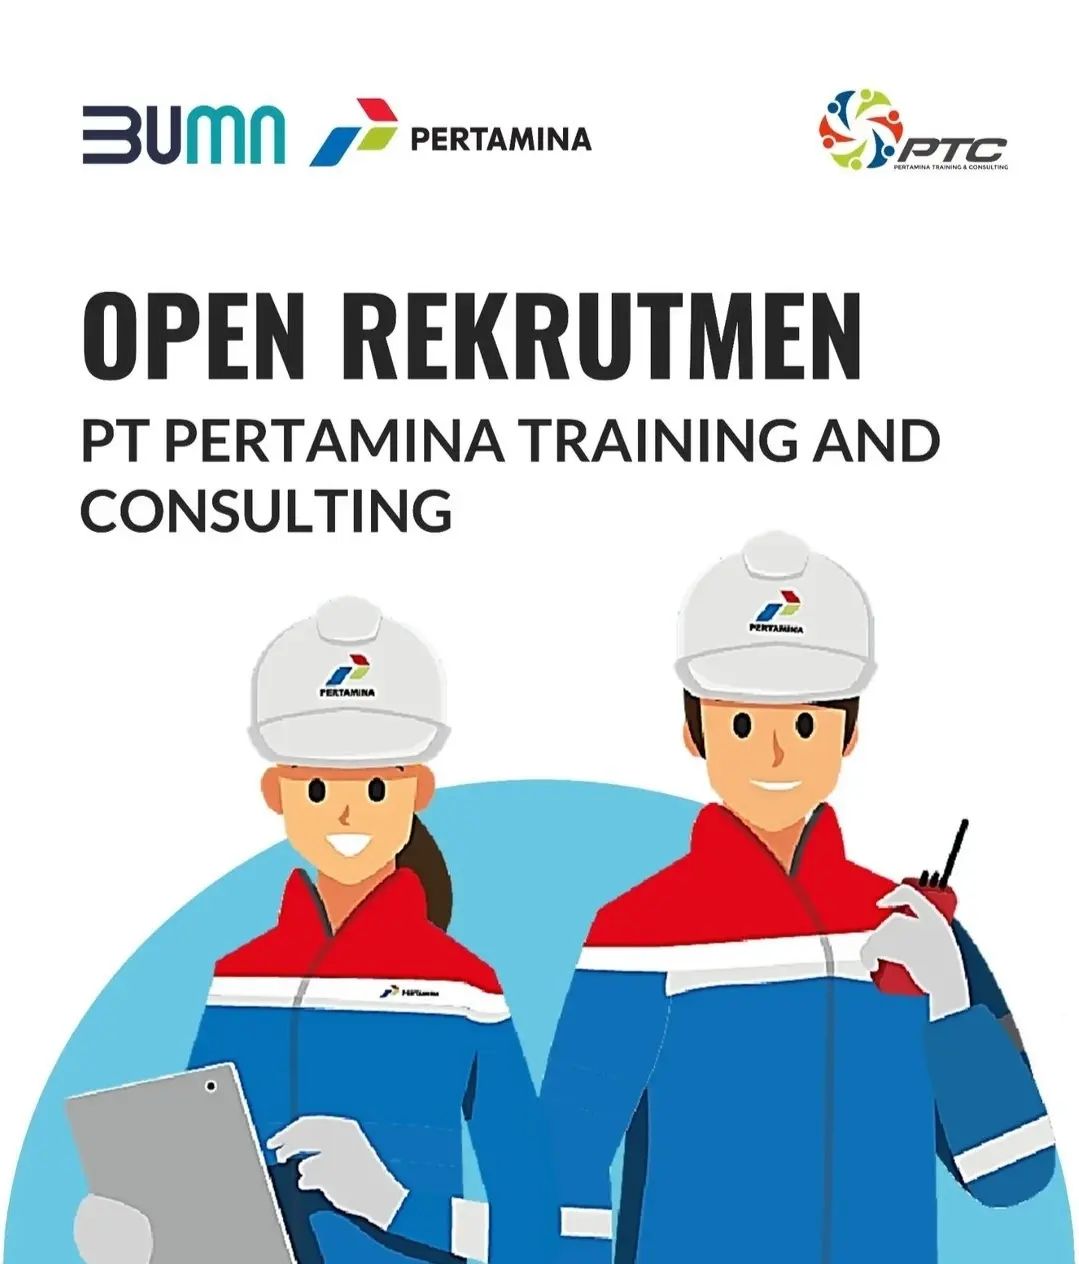 BUMN PERTAMINA
PTC
PERTAMINA TRAINING & CONSULTING
OPEN REKRUTMEN
PT PERTAMINA TRAINING AND
CONSULTING
PERTAMINA
PERTAMINA
PERTAMINA